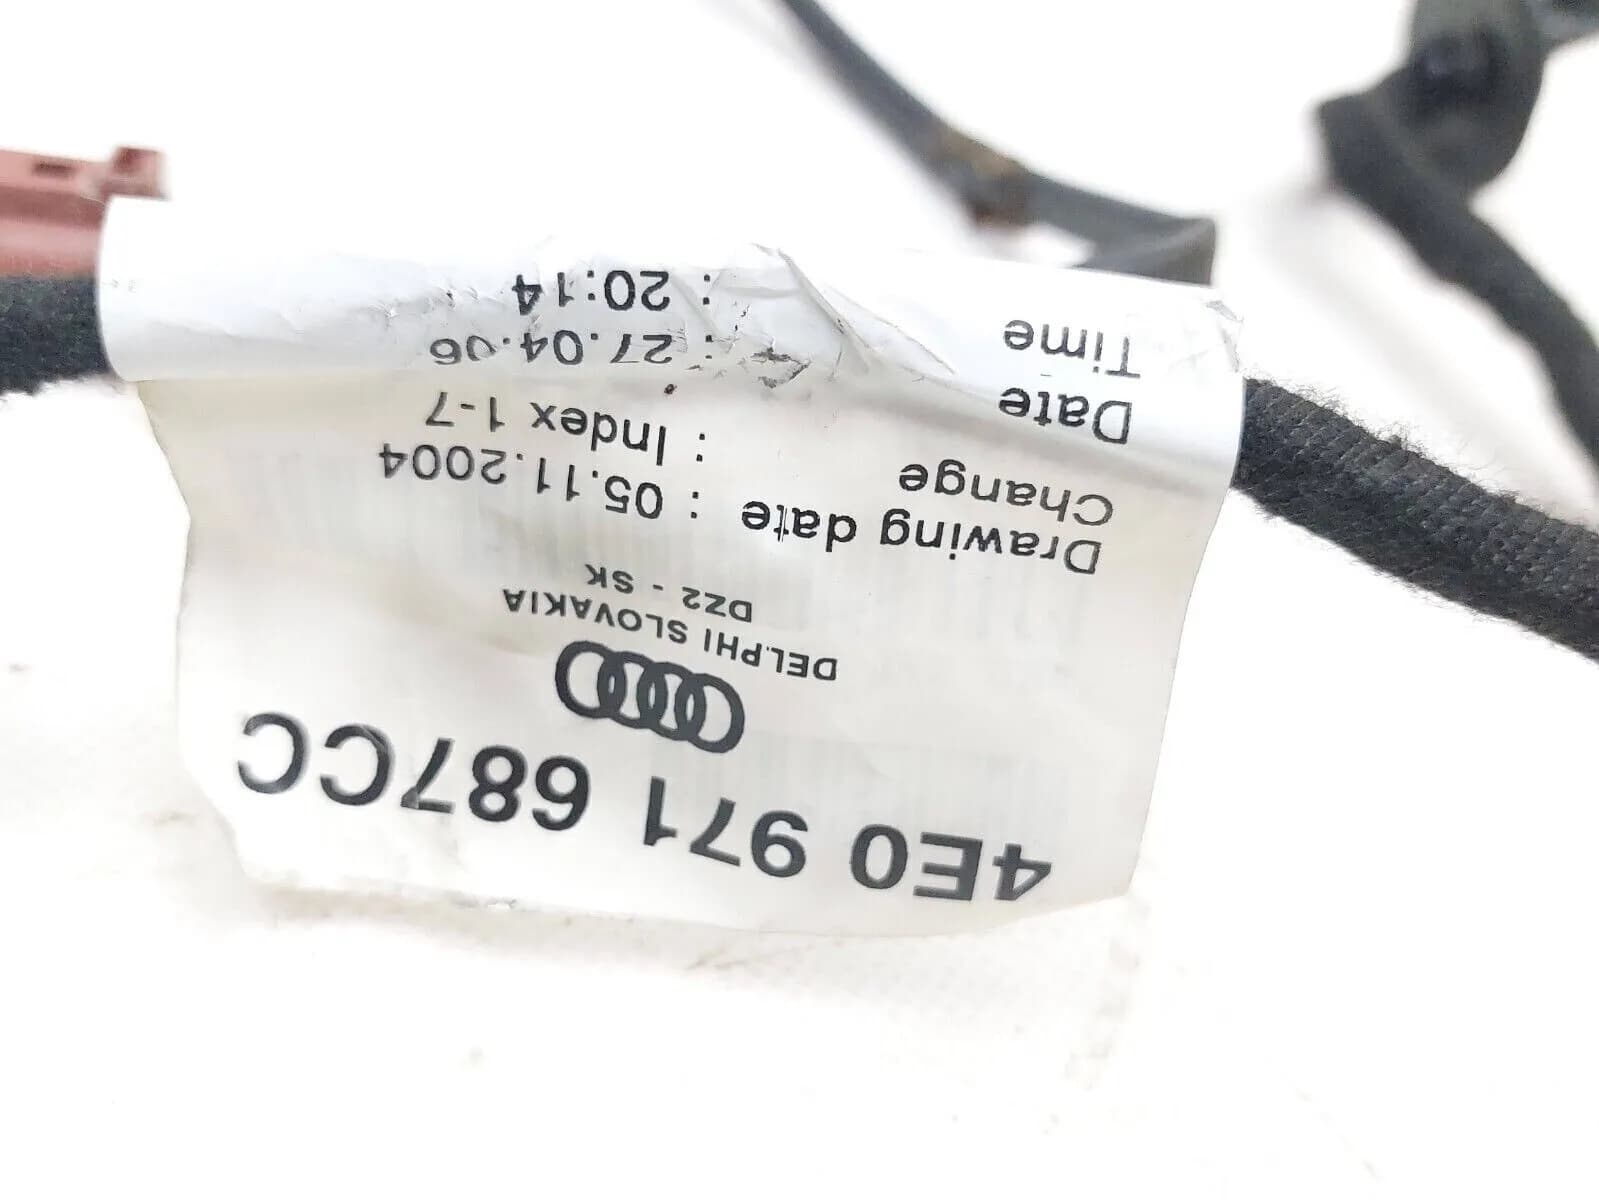 4E0 971 687CC
DELPHI SLOVAKIA
DZ2 - SK
Drawing date : 05.11.2004
Change : Index 1-7
Date : 27.04.06
Time : 20:14